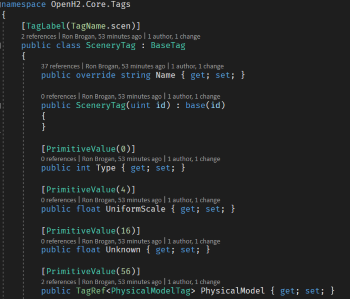 namespace OpenH2.Core.Tags
{
[TagLabel(TagName.scen)]
2 references | Ron Brogan, 53 minutes ago | 1 author, 1 change
public class SceneryTag : BaseTag
{
37 references | Ron Brogan, 53 minutes ago | 1 author, 1 change
public override string Name { get; set; }
0 references | Ron Brogan, 53 minutes ago | 1 author, 1 change
public SceneryTag(uint id) : base(id)
{
}
[PrimitiveValue(0)]
0 references | Ron Brogan, 53 minutes ago | 1 author, 1 change
public int Type { get; set; }
[PrimitiveValue(4)]
0 references | Ron Brogan, 53 minutes ago | 1 author, 1 change
public float UniformScale { get; set; }
[PrimitiveValue(16)]
0 references | Ron Brogan, 53 minutes ago | 1 author, 1 change
public float Unknown { get; set; }
[PrimitiveValue(56)]
2 references | Ron Brogan, 53 minutes ago | 1 author, 1 change
public TagRef<PhysicalModelTag> PhysicalModel { get; set; }